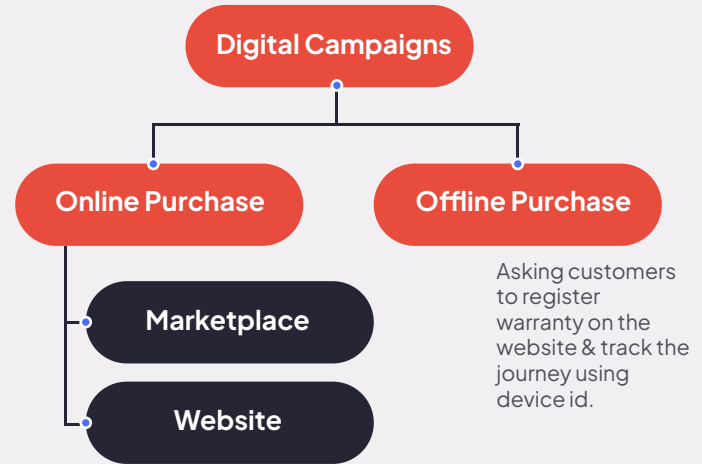 Digital Campaigns
Online Purchase
Offline Purchase
Asking customers
to register
warranty on the
website & track the
journey using
device id.
Marketplace
Website